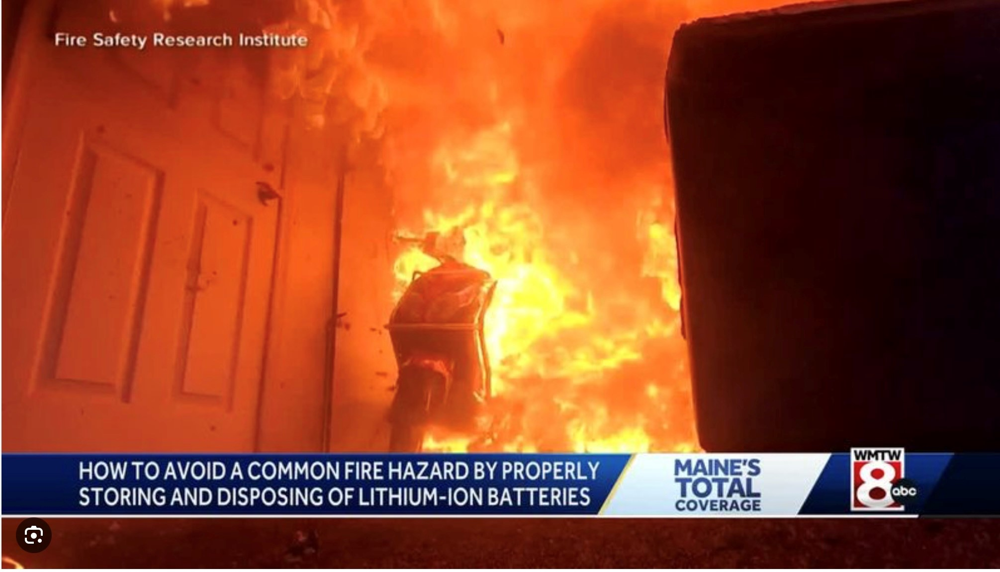 Fire Safety Research Institute
HOW TO AVOID A COMMON FIRE HAZARD BY PROPERLY
STORING AND DISPOSING OF LITHIUM-ION BATTERIES
MAINE'S
TOTAL
COVERAGE
WMTW
8
abc